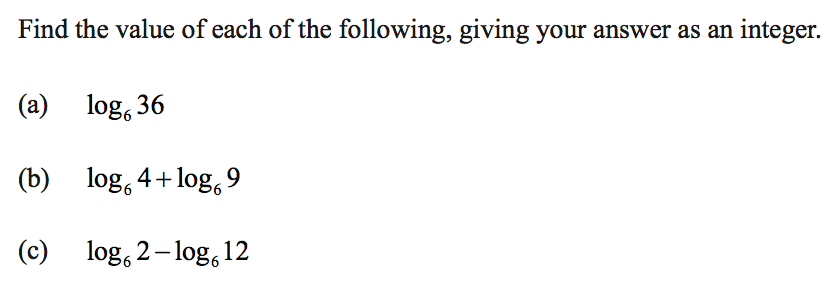 Find the value of each of the following, giving your answer as an integer.
(a) log₆ 36
(b) log₆ 4 + log₆ 9
(c) log₆ 2 – log₆ 12